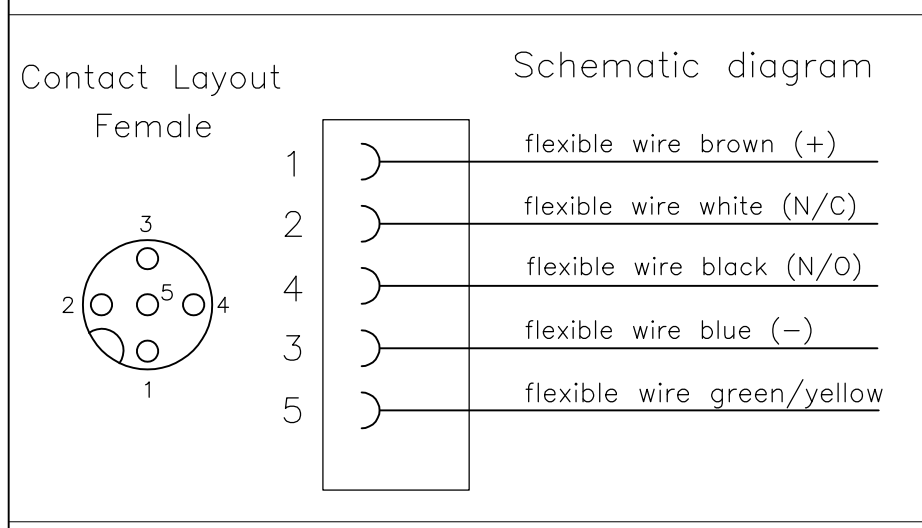 Contact Layout
Female
Schematic diagram
3
2
5
4
1
1 flexible wire brown (+)
2 flexible wire white (N/C)
4 flexible wire black (N/O)
3 flexible wire blue (-)
5 flexible wire green/yellow